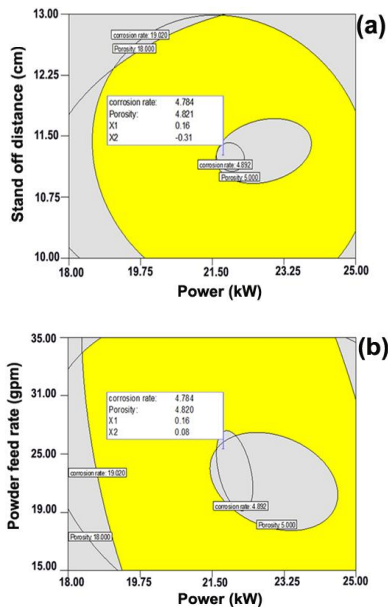 (a)
Stand off distance (cm)
13.00
12.25
11.50
10.75
10.00
corrosion rate: 19.020
Porosity: 18.000
corrosion rate: 4.784
Porosity: 4.821
X1 0.16
X2 -0.31
corrosion rate: 4.892
Porosity: 5.000
18.00 19.75 21.50 23.25 25.00
Power (kW)
(b)
Powder feed rate (gpm)
35.00
31.00
25.00
19.00
15.00
corrosion rate: 4.784
Porosity: 4.820
X1 0.16
X2 0.08
corrosion rate: 19.020
corrosion rate: 4.892
Porosity: 5.000
Porosity: 18.000
18.00 19.75 21.50 23.25 25.00
Power (kW)